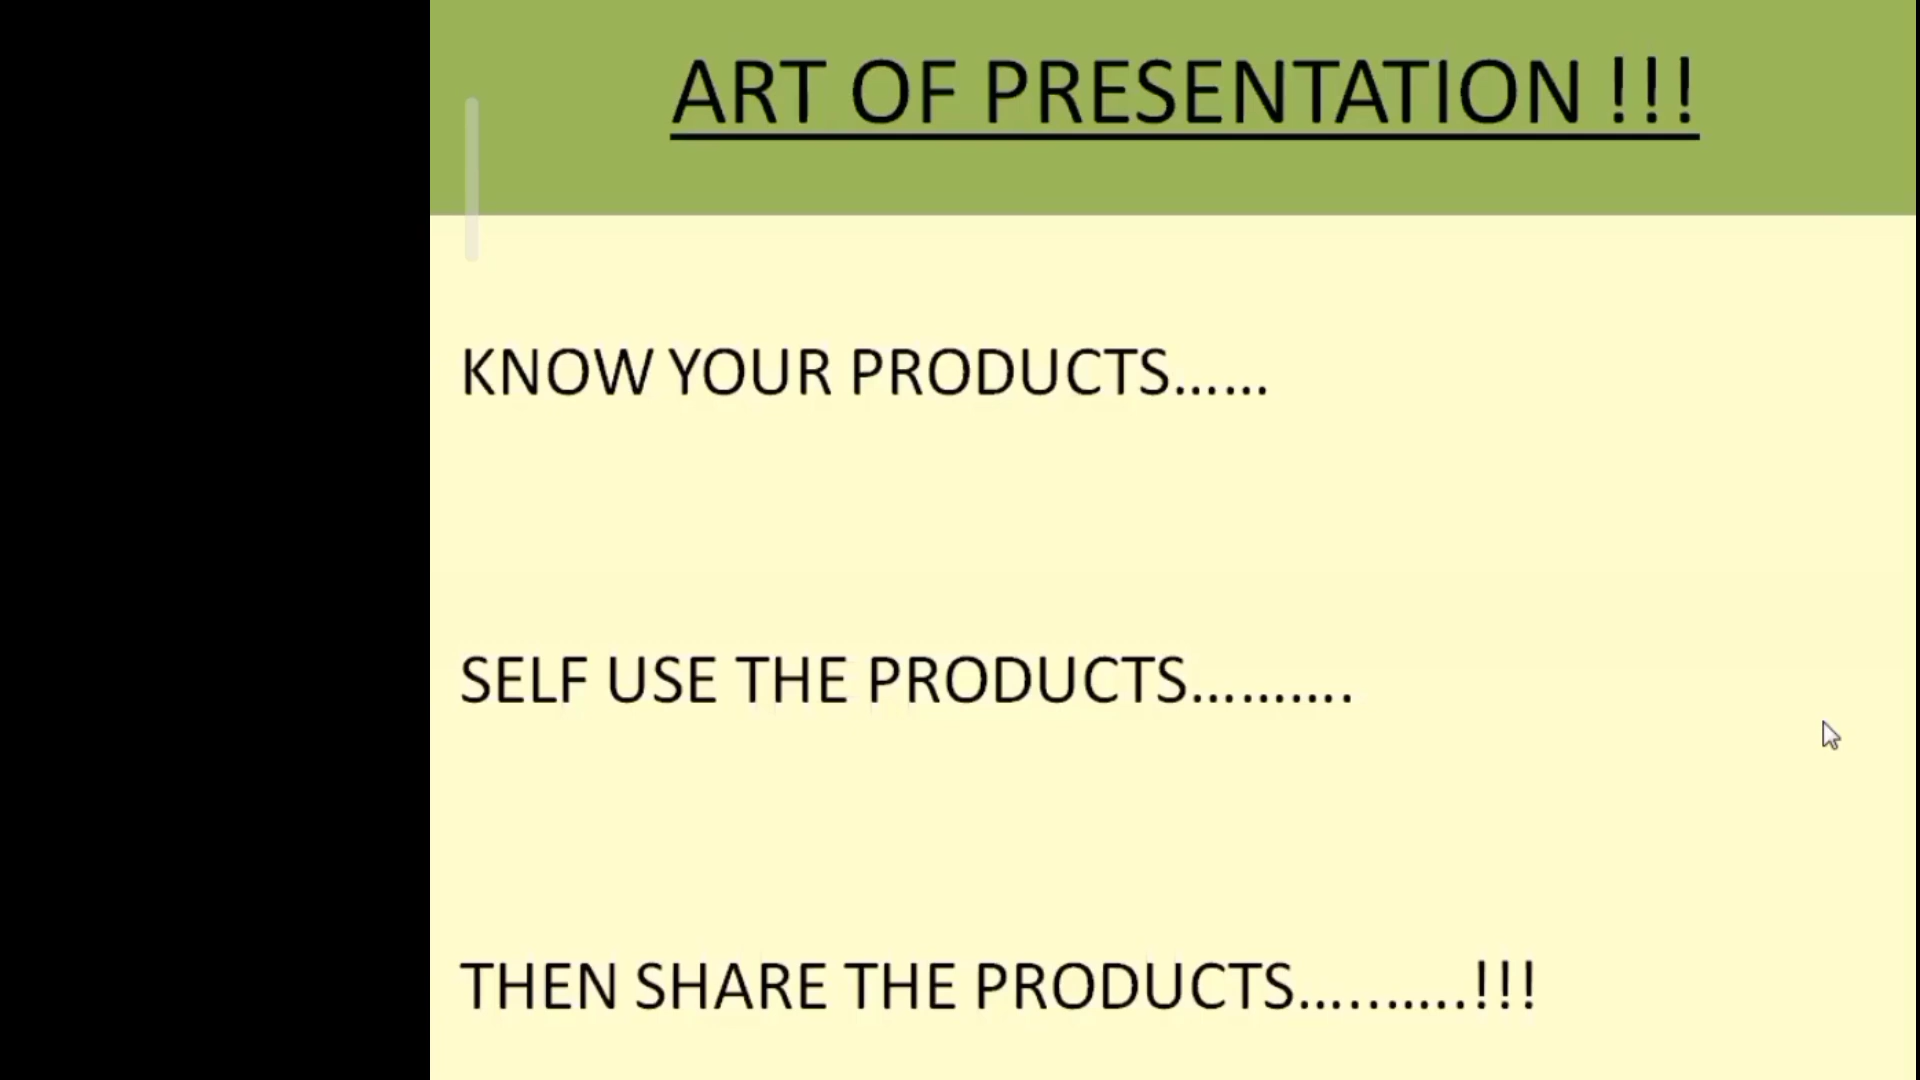 ART OF PRESENTATION !!!
KNOW YOUR PRODUCTS......
SELF USE THE PRODUCTS..........
THEN SHARE THE PRODUCTS..........!!!